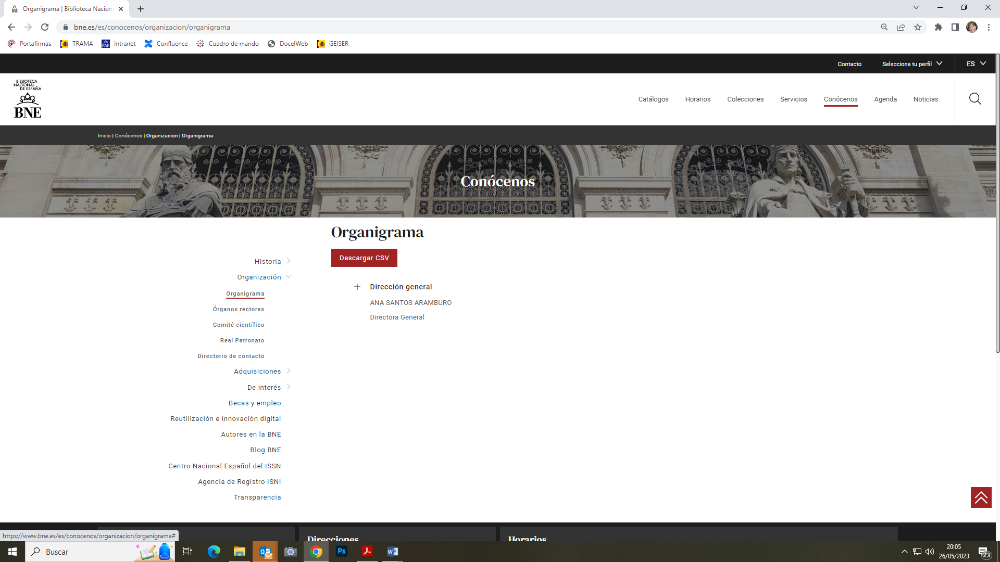 Organigrama | Biblioteca Naciona
bne.es/es/conocenos/organizacion/organigrama
Portafirmas TRAMA BNE Intranet Confluence Cuadro de mando DocelWeb GEISER
Contacto Selecciona tu perfil ES
BIBLIOTECA
NACIONAL
DE ESPAÑA
BNE
Catálogos Horarios Colecciones Servicios Conócenos Agenda Noticias
Inicio | Conócenos | Organizacion | Organigrama
Conócenos
Organigrama
Descargar CSV
Historia
Organización
Organigrama
Órganos rectores
Comité científico
Real Patronato
Directorio de contacto
Adquisiciones
De interés
Becas y empleo
Reutilización e innovación digital
Autores en la BNE
Blog BNE
Centro Nacional Español del ISSN
Agencia de Registro ISNI
Transparencia
Dirección general
ANA SANTOS ARAMBURO
Directora General
https://www.bne.es/es/conocenos/organizacion/organigrama#
Direcciones
Horarios
Buscar
Ps
20:05
26/05/2023
23